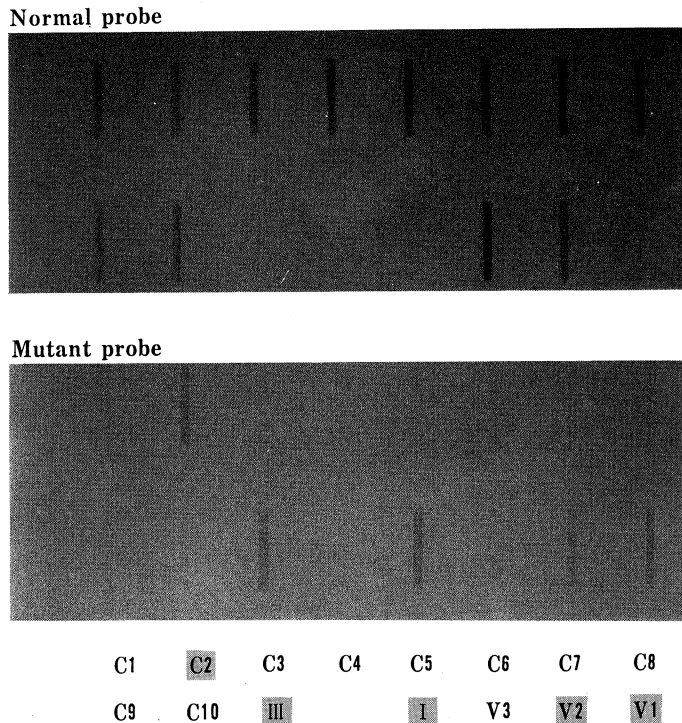 Normal probe
Mutant probe
C1 C2 C3 C4 C5 C6 C7 C8
C9 C10 III I V3 V2 V1